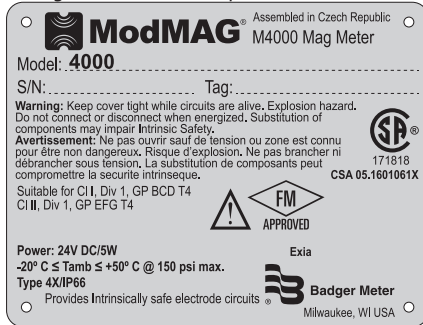 ModMAG®
Assembled in Czech Republic
M4000 Mag Meter
Model: 4000
S/N: Tag:
Warning: Keep cover tight while circuits are alive. Explosion hazard.
Do not connect or disconnect when energized. Substitution of
components may impair Intrinsic Safety.
Avertissement: Ne pas ouvrir sauf de tension ou zone est connu
pour être non dangereux. Risque d'explosion. Ne pas brancher ni
débrancher sous tension. La substitution de composants peut
compromettre la securite intrinseque.
SA®
171818
CSA 05.1601061X
Suitable for Cl I, Div 1, GP BCD T4
Cl II, Div 1, GP EFG T4
FM
APPROVED
Power: 24V DC/5W
Exia
-20° C ≤ Tamb ≤ +50° C @ 150 psi max.
Type 4X/IP66
Provides Intrinsically safe electrode circuits
® Badger Meter
Milwaukee, WI USA